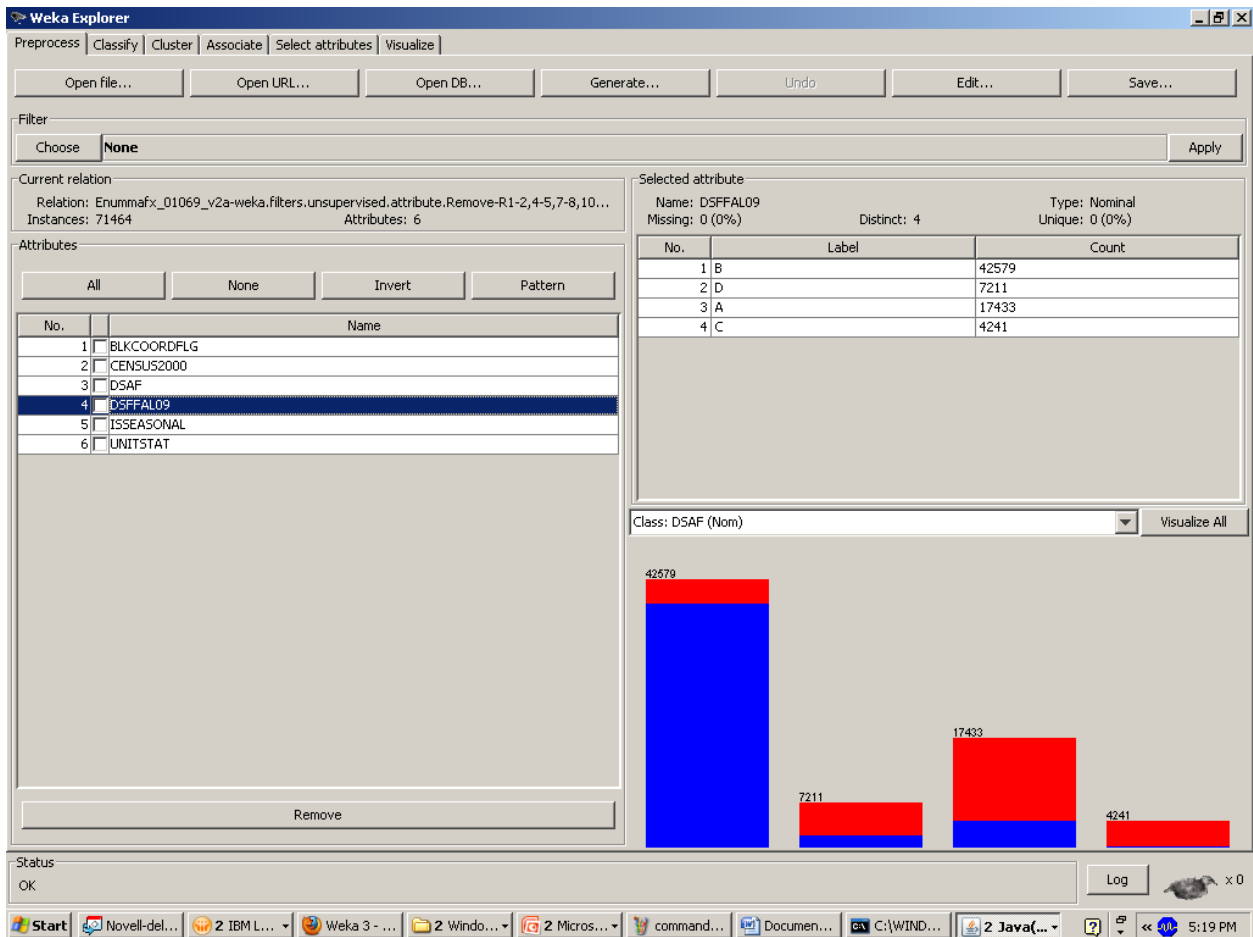 Weka Explorer
Preprocess Classify Cluster Associate Select attributes Visualize
Open file... Open URL... Open DB... Generate... Undo Edit... Save...
Filter
Choose None Apply
Current relation
Relation: Enummafx_01069_v2a-weka.filters.unsupervised.attribute.Remove-R1-2,4-5,7-8,10...
Instances: 71464 Attributes: 6
Attributes
All None Invert Pattern
No. Name
1 BLKCOORDFLG
2 CENSUS2000
3 DSAF
4 DSFFAL09
5 ISSEASONAL
6 UNITSTAT
Remove
Selected attribute
Name: DSFFAL09 Type: Nominal
Missing: 0 (0%) Distinct: 4 Unique: 0 (0%)
No. Label Count
1 B 42579
2 D 7211
3 A 17433
4 C 4241
Class: DSAF (Nom) Visualize All
42579
7211
17433
4241
Status
OK
Log x 0
Start Novell-del... 2 IBM L... Weka 3 - ... 2 Windo... 2 Micros... command... Documen... C:\WIND... 2 Java(... 5:19 PM